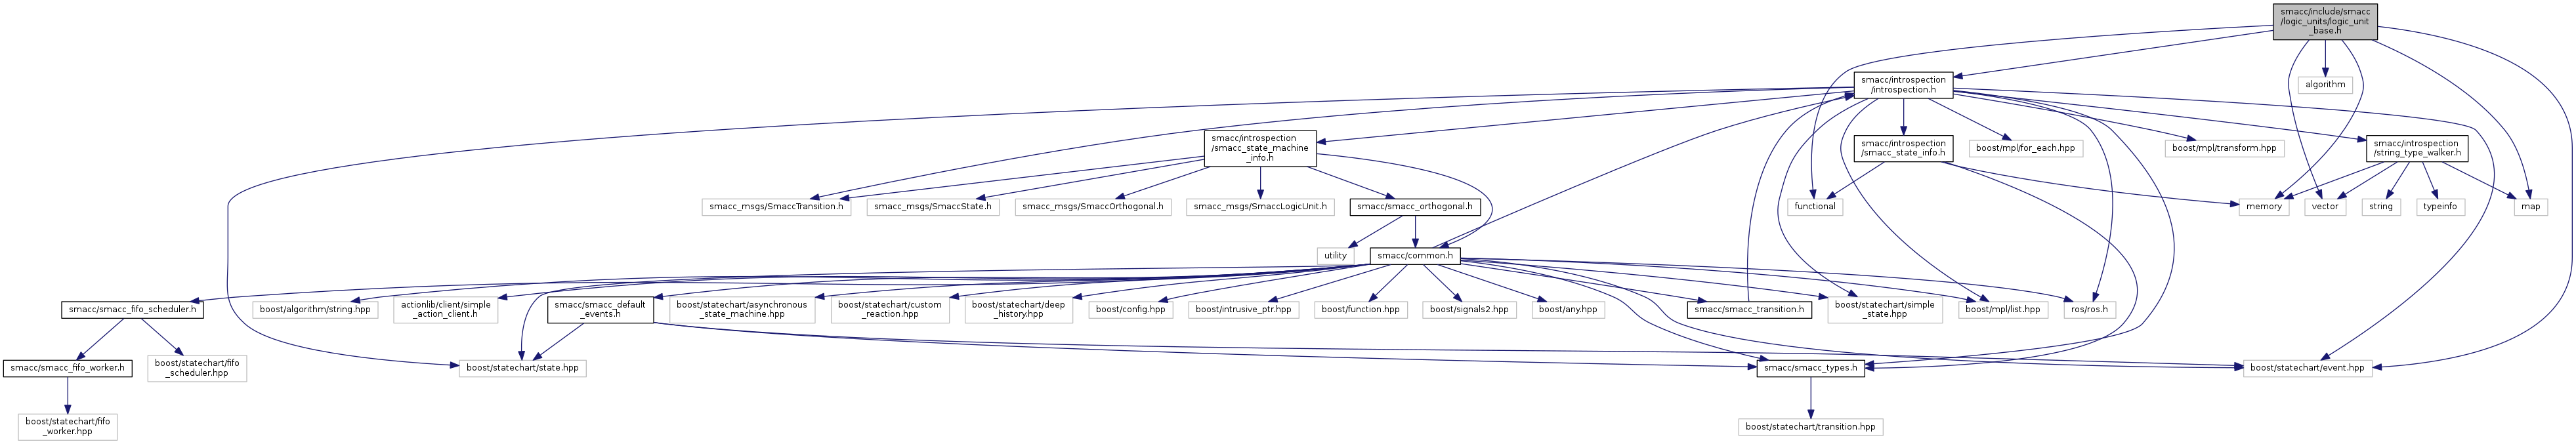 smacc/include/smacc
/logic_units/logic_unit
_base.h
smacc/introspection
/introspection.h
algorithm
smacc/introspection
/smacc_state_machine
_info.h
smacc/introspection
/smacc_state_info.h
boost/mpl/for_each.hpp
boost/mpl/transform.hpp
smacc/introspection
/string_type_walker.h
smacc_msgs/SmaccTransition.h
smacc_msgs/SmaccState.h
smacc_msgs/SmaccOrthogonal.h
smacc_msgs/SmaccLogicUnit.h
smacc/smacc_orthogonal.h
functional
memory
vector
string
typeinfo
map
utility
smacc/common.h
smacc/smacc_fifo_scheduler.h
boost/algorithm/string.hpp
actionlib/client/simple
_action_client.h
smacc/smacc_default
_events.h
boost/statechart/asynchronous
_state_machine.hpp
boost/statechart/custom
_reaction.hpp
boost/statechart/deep
_history.hpp
boost/config.hpp
boost/intrusive_ptr.hpp
boost/function.hpp
boost/signals2.hpp
boost/any.hpp
smacc/smacc_transition.h
boost/statechart/simple
_state.hpp
boost/mpl/list.hpp
ros/ros.h
smacc/smacc_fifo_worker.h
boost/statechart/fifo
_scheduler.hpp
boost/statechart/state.hpp
smacc/smacc_types.h
boost/statechart/event.hpp
boost/statechart/fifo
_worker.hpp
boost/statechart/transition.hpp